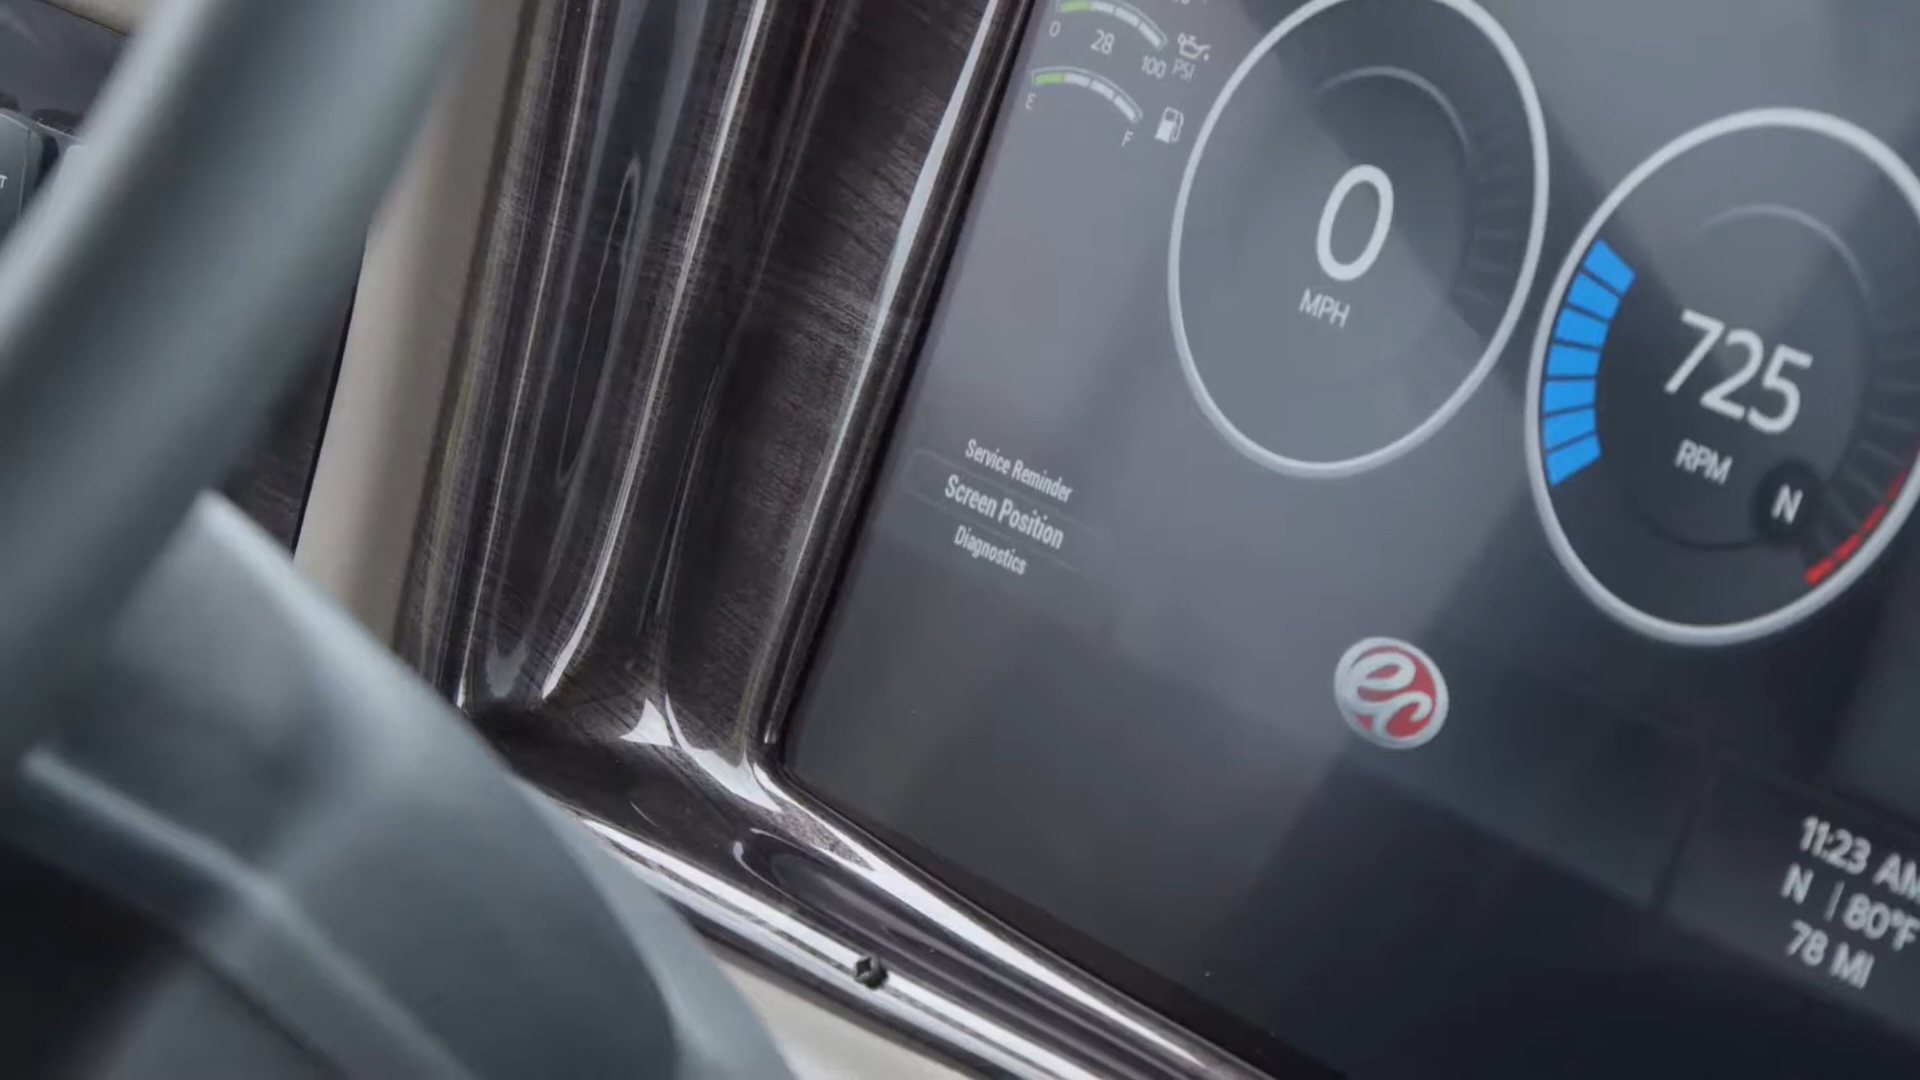 0 28 100 PSI
E F
0
MPH
725
RPM
N
Service Reminder
Screen Position
Diagnostics
ec
11:23 AM
N | 80°F
78 MI